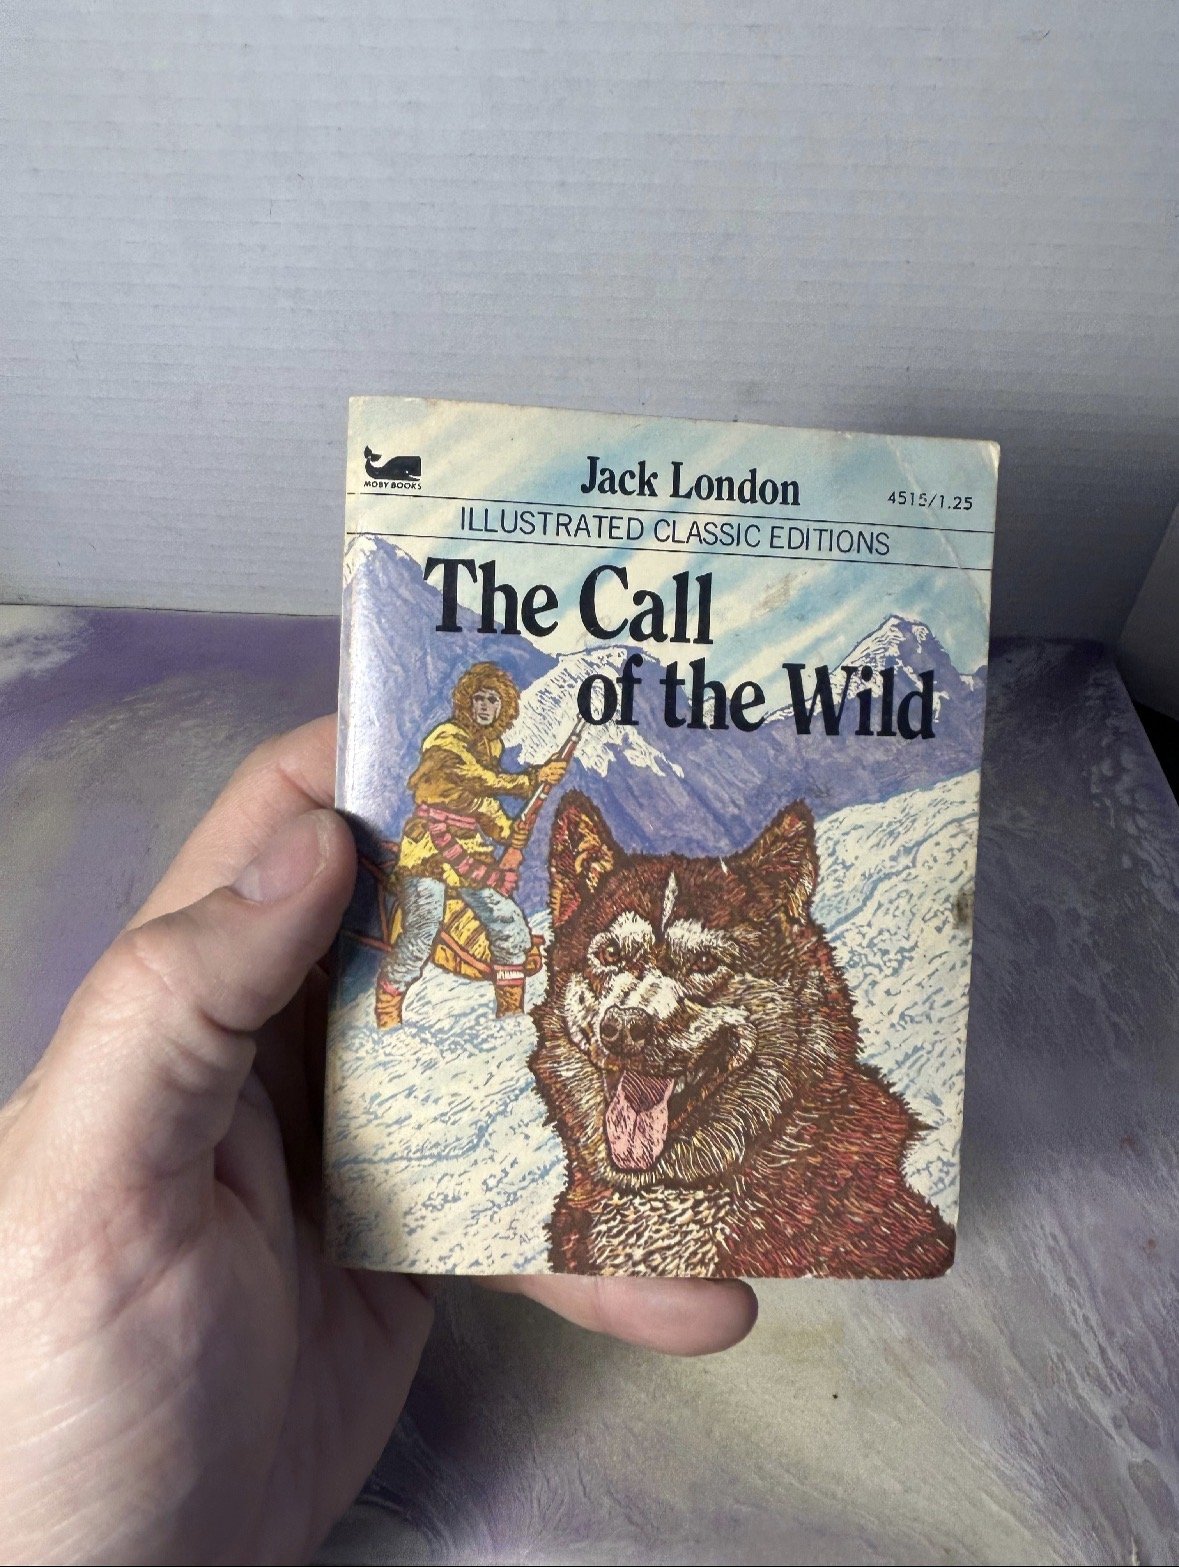 MOBY BOOKS
Jack London
4515/1.25
ILLUSTRATED CLASSIC EDITIONS
The Call
of the Wild